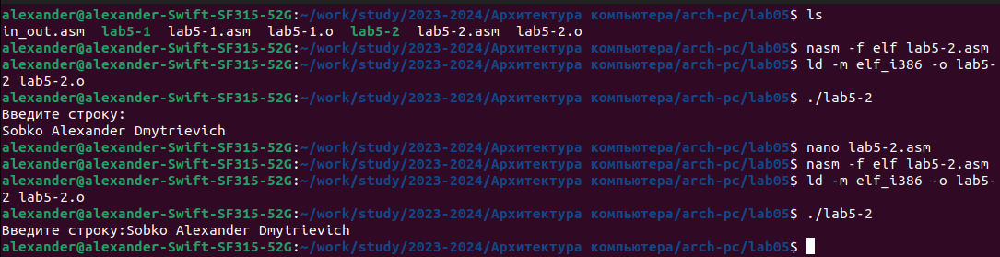 alexander@alexander-Swift-SF315-52G:~/work/study/2023-2024/Архитектура компьютера/arch-pc/lab05$ ls
in_out.asm  lab5-1  lab5-1.asm  lab5-1.o  lab5-2  lab5-2.asm  lab5-2.o
alexander@alexander-Swift-SF315-52G:~/work/study/2023-2024/Архитектура компьютера/arch-pc/lab05$ nasm -f elf lab5-2.asm
alexander@alexander-Swift-SF315-52G:~/work/study/2023-2024/Архитектура компьютера/arch-pc/lab05$ ld -m elf_i386 -o lab5-
2 lab5-2.o
alexander@alexander-Swift-SF315-52G:~/work/study/2023-2024/Архитектура компьютера/arch-pc/lab05$ ./lab5-2
Введите строку:
Sobko Alexander Dmytrievich
alexander@alexander-Swift-SF315-52G:~/work/study/2023-2024/Архитектура компьютера/arch-pc/lab05$ nano lab5-2.asm
alexander@alexander-Swift-SF315-52G:~/work/study/2023-2024/Архитектура компьютера/arch-pc/lab05$ nasm -f elf lab5-2.asm
alexander@alexander-Swift-SF315-52G:~/work/study/2023-2024/Архитектура компьютера/arch-pc/lab05$ ld -m elf_i386 -o lab5-
2 lab5-2.o
alexander@alexander-Swift-SF315-52G:~/work/study/2023-2024/Архитектура компьютера/arch-pc/lab05$ ./lab5-2
Введите строку:Sobko Alexander Dmytrievich
alexander@alexander-Swift-SF315-52G:~/work/study/2023-2024/Архитектура компьютера/arch-pc/lab05$